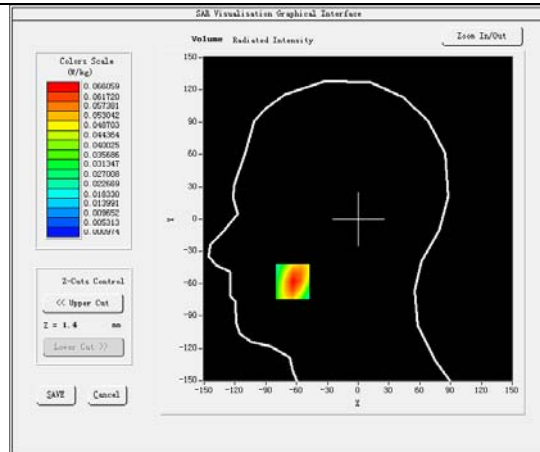 SAR Visualisation Graphical Interface
Volume Radiated Intensity
Zoom In/Out
Colors Scale
(W/kg)
0.066059
0.061720
0.057381
0.053042
0.048703
0.044364
0.040025
0.035686
0.031347
0.027008
0.022669
0.018330
0.013991
0.009652
0.005313
0.000974
150
120
90
60
30
0
-30
-60
-90
-120
-150
Y
-150 -120 -90 -60 -30 0 30 60 90 120 150
X
Z-Cuts Control
<< Upper Cut
Z = 1.4 mm
Lower Cut >>
SAVE Cancel